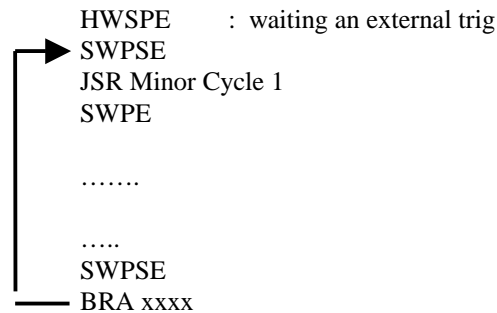 HWSPE : waiting an external trig
SWPSE
JSR Minor Cycle 1
SWPE
…….
…..
SWPSE
BRA xxxx